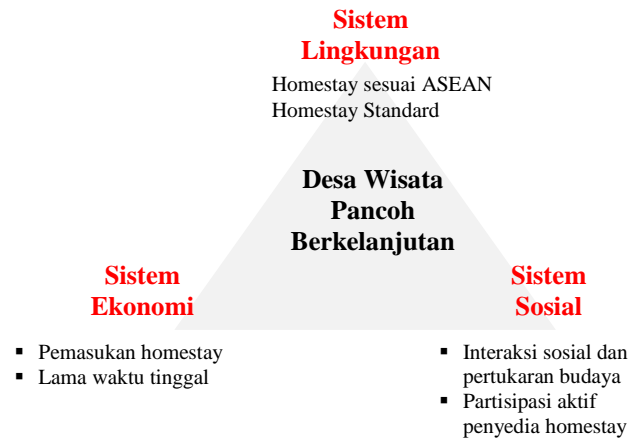 Sistem
Lingkungan
Homestay sesuai ASEAN
Homestay Standard
Desa Wisata
Pancoh
Berkelanjutan
Sistem
Ekonomi
▪ Pemasukan homestay
▪ Lama waktu tinggal
Sistem
Sosial
▪ Interaksi sosial dan
pertukaran budaya
▪ Partisipasi aktif
penyedia homestay